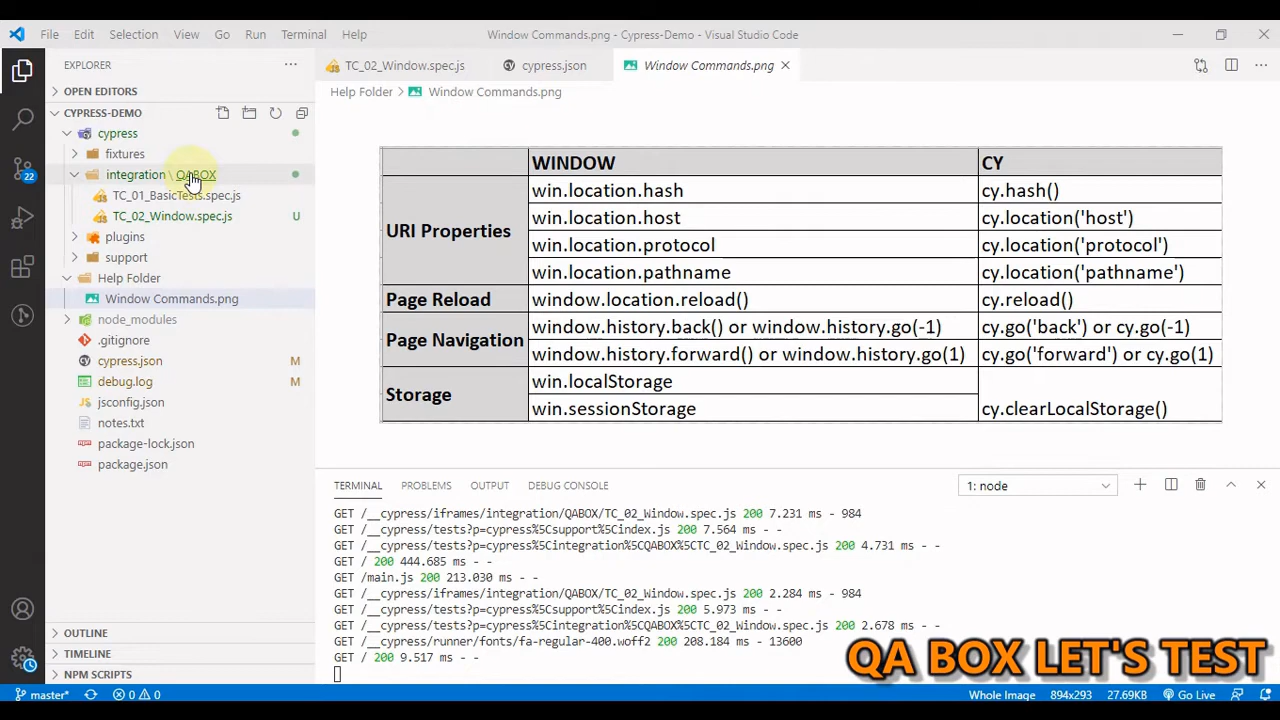 File Edit Selection View Go Run Terminal Help Window Commands.png - Cypress-Demo - Visual Studio Code
EXPLORER
TC_02_Window.spec.js cypress.json Window Commands.png
OPEN EDITORS
Help Folder > Window Commands.png
CYPRESS-DEMO
cypress
fixtures
integration \ QABOX
TC_01_BasicTests.spec.js
TC_02_Window.spec.js U
plugins
support
Help Folder
Window Commands.png
node_modules
.gitignore
cypress.json M
debug.log M
jsconfig.json
notes.txt
package-lock.json
package.json
OUTLINE
TIMELINE
NPM SCRIPTS
22
WINDOW CY
URI Properties
win.location.hash cy.hash()
win.location.host cy.location('host')
win.location.protocol cy.location('protocol')
win.location.pathname cy.location('pathname')
Page Reload window.location.reload() cy.reload()
Page Navigation
window.history.back() or window.history.go(-1) cy.go('back') or cy.go(-1)
window.history.forward() or window.history.go(1) cy.go('forward') or cy.go(1)
Storage
win.localStorage
win.sessionStorage cy.clearLocalStorage()
TERMINAL PROBLEMS OUTPUT DEBUG CONSOLE 1: node
GET /__cypress/iframes/integration/QABOX/TC_02_Window.spec.js 200 7.231 ms - 984
GET /__cypress/tests?p=cypress%5Csupport%5Cindex.js 200 7.564 ms - -
GET /__cypress/tests?p=cypress%5Cintegration%5CQABOX%5CTC_02_Window.spec.js 200 4.731 ms - -
GET / 200 444.685 ms - -
GET /main.js 200 213.030 ms - -
GET /__cypress/iframes/integration/QABOX/TC_02_Window.spec.js 200 2.284 ms - 984
GET /__cypress/tests?p=cypress%5Csupport%5Cindex.js 200 5.973 ms - -
GET /__cypress/tests?p=cypress%5Cintegration%5CQABOX%5CTC_02_Window.spec.js 200 2.678 ms - -
GET /__cypress/runner/fonts/fa-regular-400.woff2 200 208.184 ms - 13600
GET / 200 9.517 ms - -
QA BOX LET'S TEST
master* 0 0 Whole Image 894x293 27.69KB Go Live